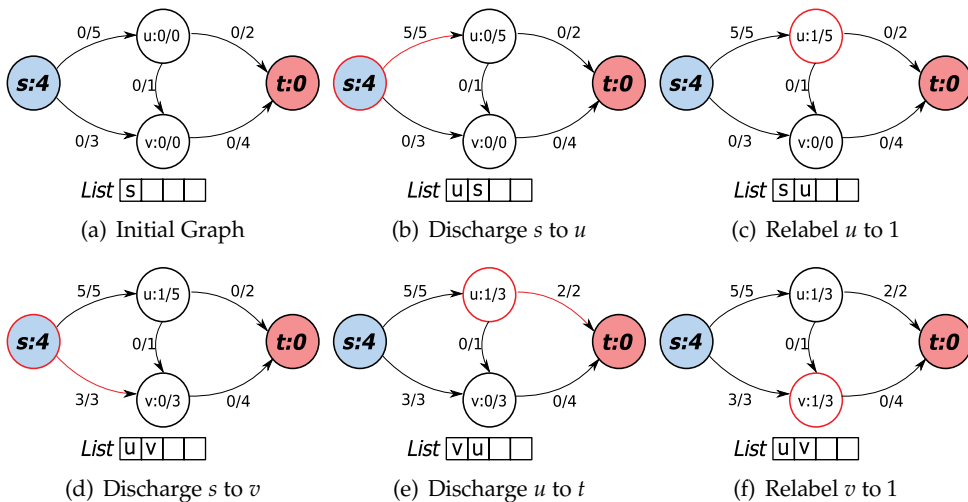 0/5
u:0/0
0/2
s:4
0/1
t:0
0/3
v:0/0
0/4
List s
(a) Initial Graph
5/5
u:0/5
0/2
s:4
0/1
t:0
0/3
v:0/0
0/4
List u s
(b) Discharge s to u
5/5
u:1/5
0/2
s:4
0/1
t:0
0/3
v:0/0
0/4
List s u
(c) Relabel u to 1
5/5
u:1/5
0/2
s:4
0/1
t:0
3/3
v:0/3
0/4
List u v
(d) Discharge s to v
5/5
u:1/3
2/2
s:4
0/1
t:0
3/3
v:0/3
0/4
List v u
(e) Discharge u to t
5/5
u:1/3
2/2
s:4
0/1
t:0
3/3
v:1/3
0/4
List u v
(f) Relabel v to 1